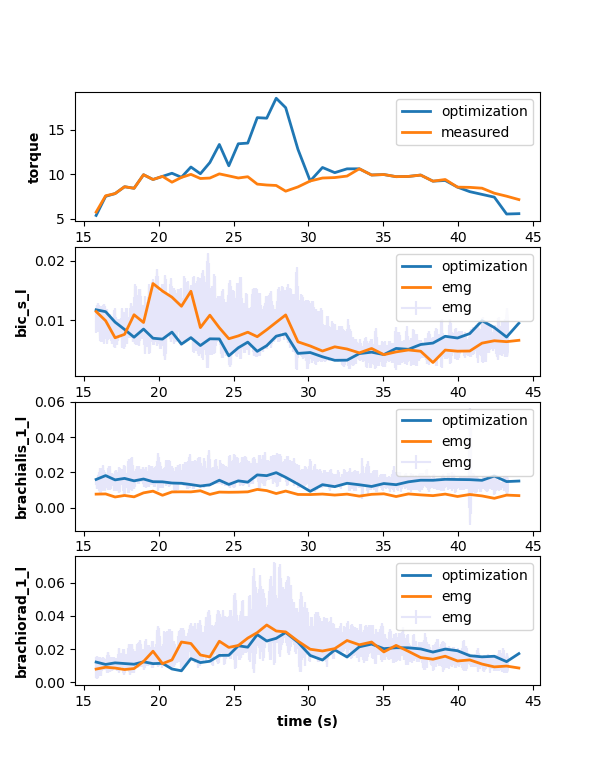 torque
15
10
5
optimization
measured
15 20 25 30 35 40 45
bic_s_l
0.02
0.01
optimization
emg
emg
15 20 25 30 35 40 45
brachialis_1_l
0.06
0.04
0.02
0.00
optimization
emg
emg
15 20 25 30 35 40 45
brachiorad_1_l
0.06
0.04
0.02
0.00
optimization
emg
emg
15 20 25 30 35 40 45
time (s)